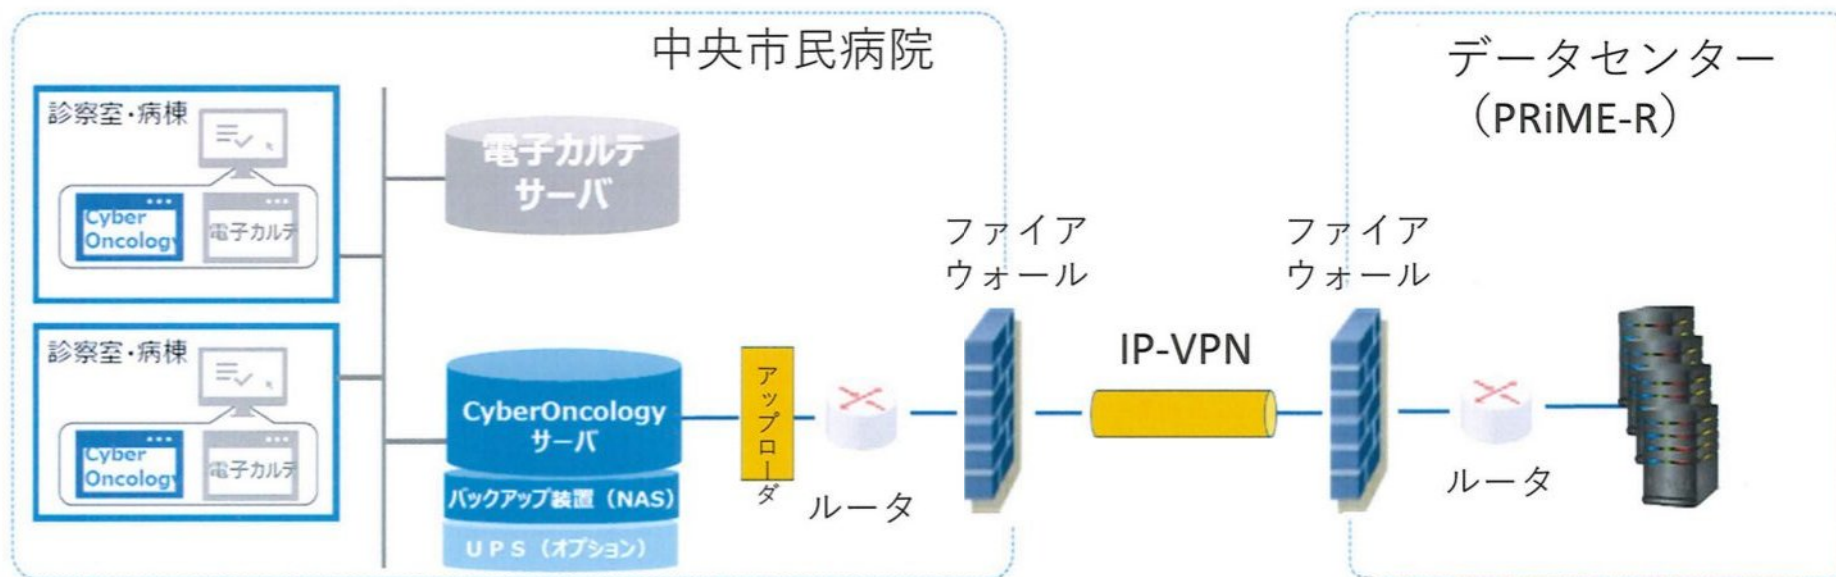 中央市民病院
データセンター
（PRiME-R）
診察室・病棟
Cyber
Oncology
電子カルテ
電子カルテ
サーバ
診察室・病棟
Cyber
Oncology
電子カルテ
CyberOncology
サーバ
バックアップ装置（NAS）
ＵＰＳ（オプション）
アップローダ
ルータ
ファイア
ウォール
IP-VPN
ファイア
ウォール
ルータ